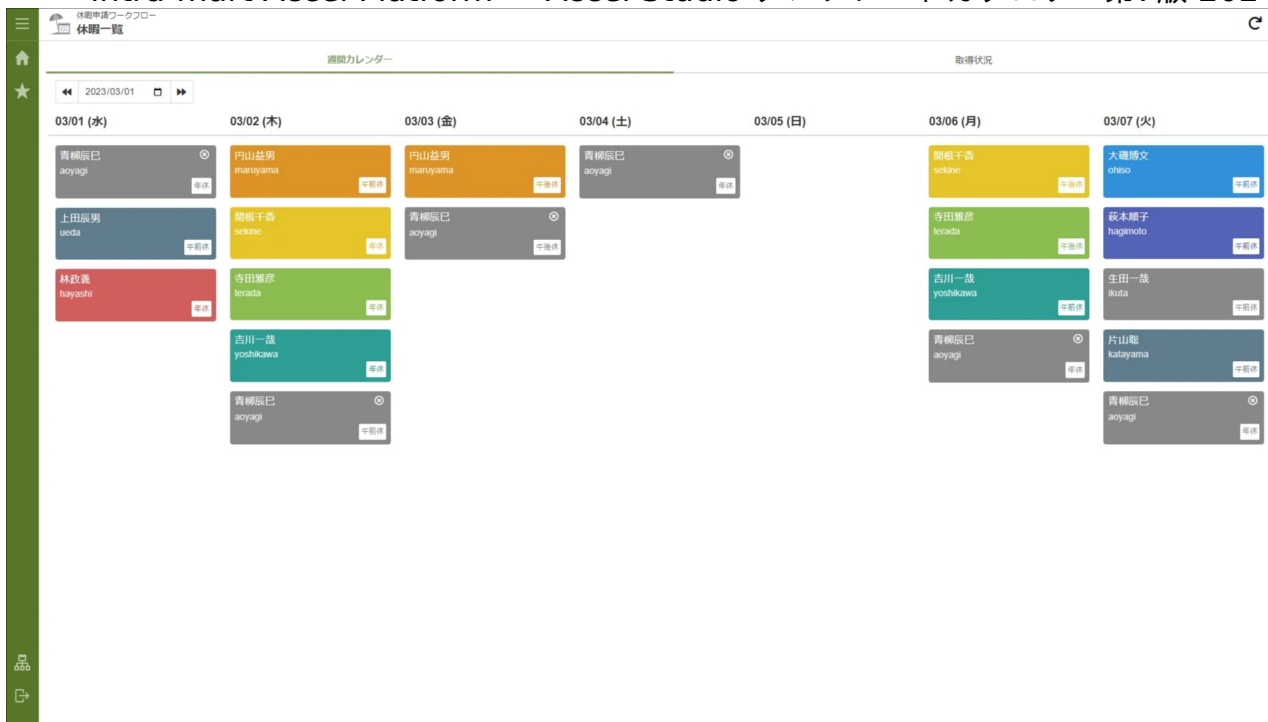 休暇申請ワークフロー
休暇一覧
週間カレンダー
取得状況
2023/03/01
03/01 (水)
03/02 (木)
03/03 (金)
03/04 (土)
03/05 (日)
03/06 (月)
03/07 (火)
青柳辰巳
aoyagi
年休
上田辰男
ueda
午前休
林政義
hayashi
年休
円山益男
maruyama
午前休
関根千香
sekine
年休
寺田雅彦
terada
年休
吉川一哉
yoshikawa
年休
青柳辰巳
aoyagi
午前休
円山益男
maruyama
午後休
青柳辰巳
aoyagi
午後休
青柳辰巳
aoyagi
年休
関根千香
sekine
午後休
寺田雅彦
terada
午後休
吉川一哉
yoshikawa
午前休
青柳辰巳
aoyagi
年休
大磯博文
ohiso
午前休
萩本順子
hagimoto
午前休
生田一哉
ikuta
午前休
片山聡
katayama
午前休
青柳辰巳
aoyagi
年休